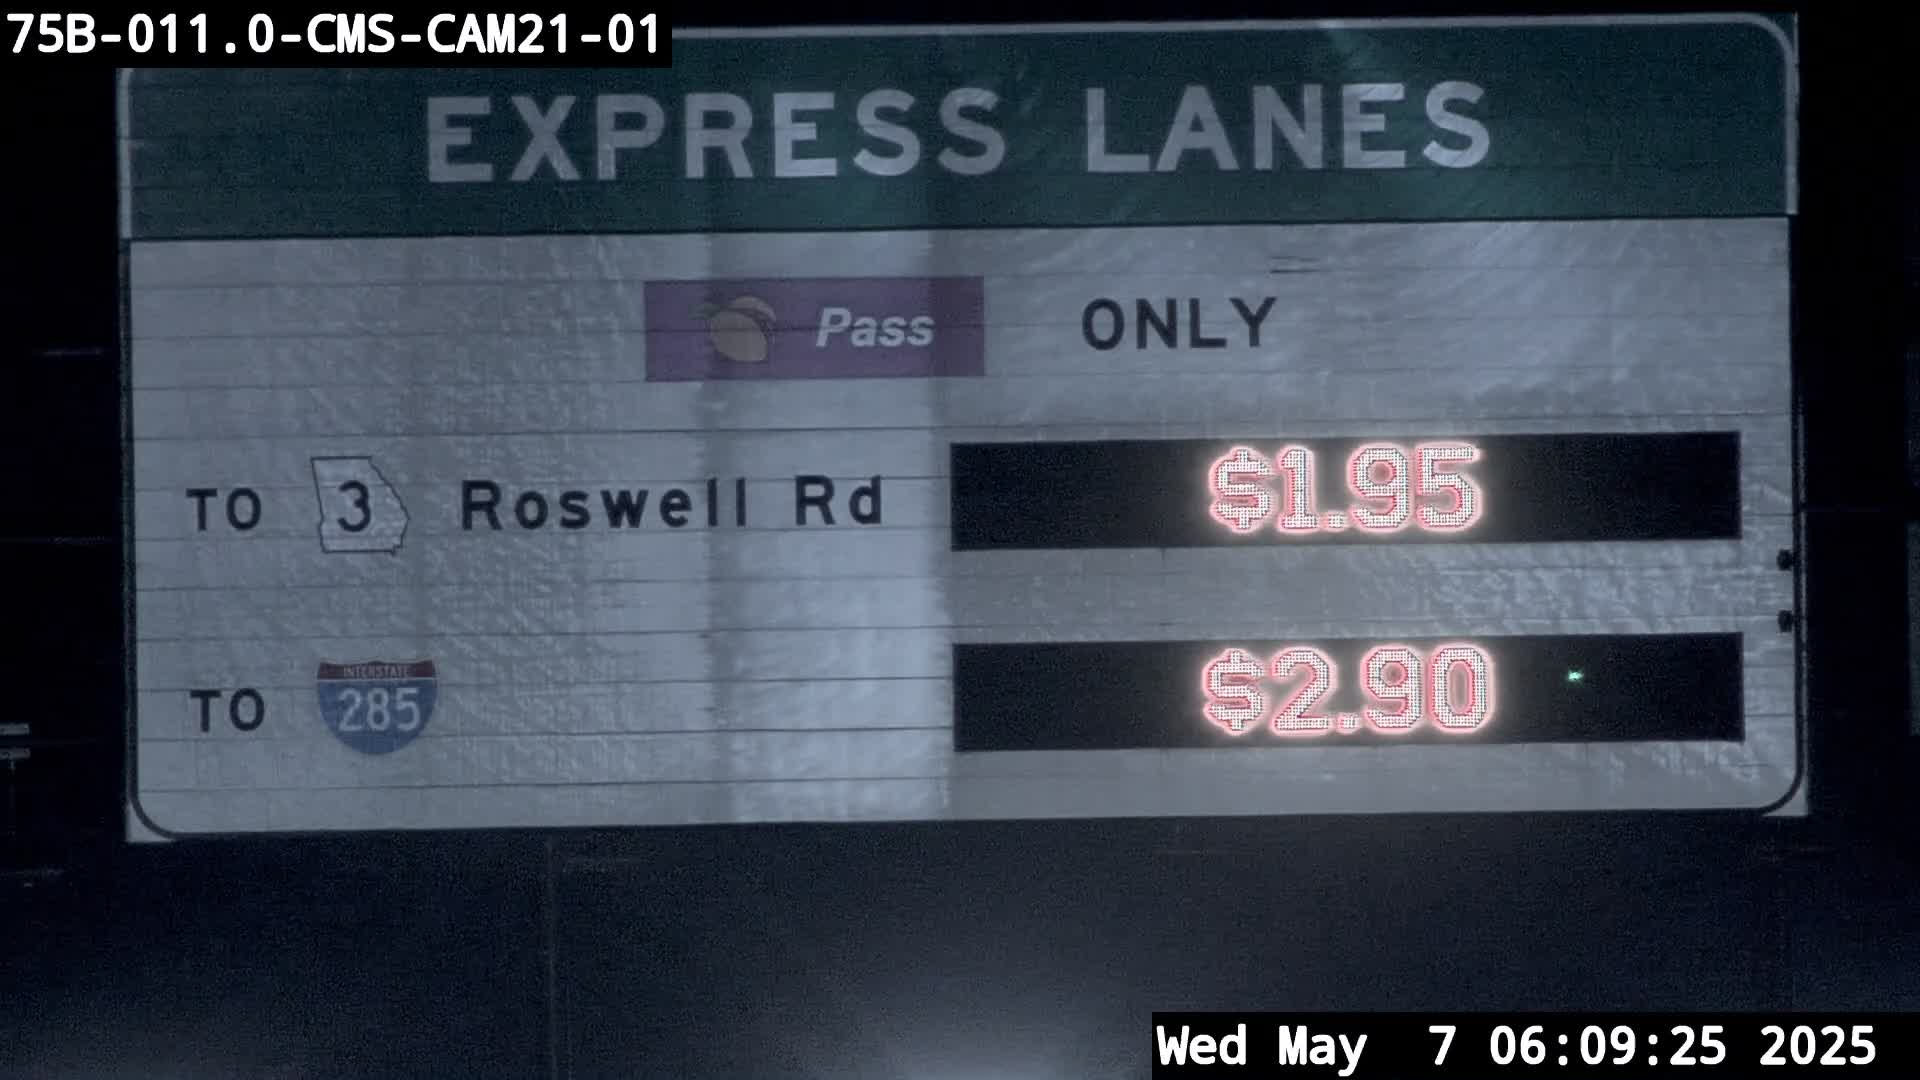 75B-011.0-CMS-CAM21-01
EXPRESS LANES
Pass ONLY
TO 3 Roswell Rd $1.95
INTERSTATE
TO 285 $2.90
Wed May 7 06:09:25 2025